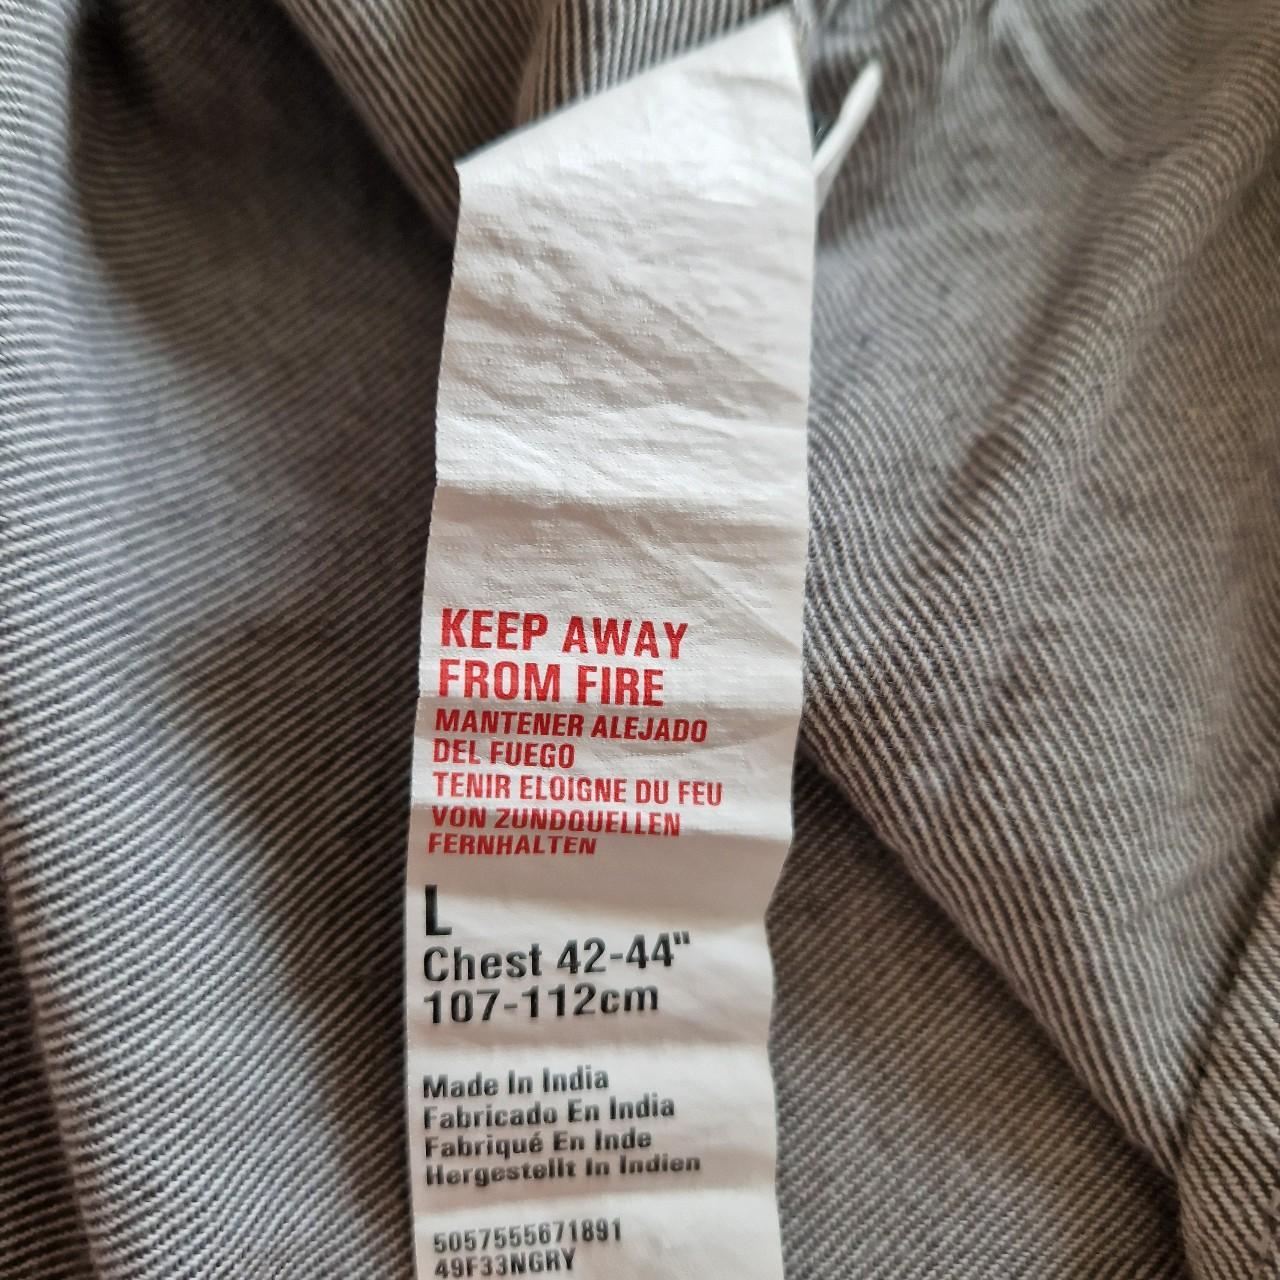 KEEP AWAY
FROM FIRE
MANTENER ALEJADO
DEL FUEGO
TENIR ELOIGNE DU FEU
VON ZUNDQUELLEN
FERNHALTEN
L
Chest 42-44"
107-112cm
Made In India
Fabricado En India
Fabriqué En Inde
Hergestellt In Indien
5057555671891
49F33NGRY